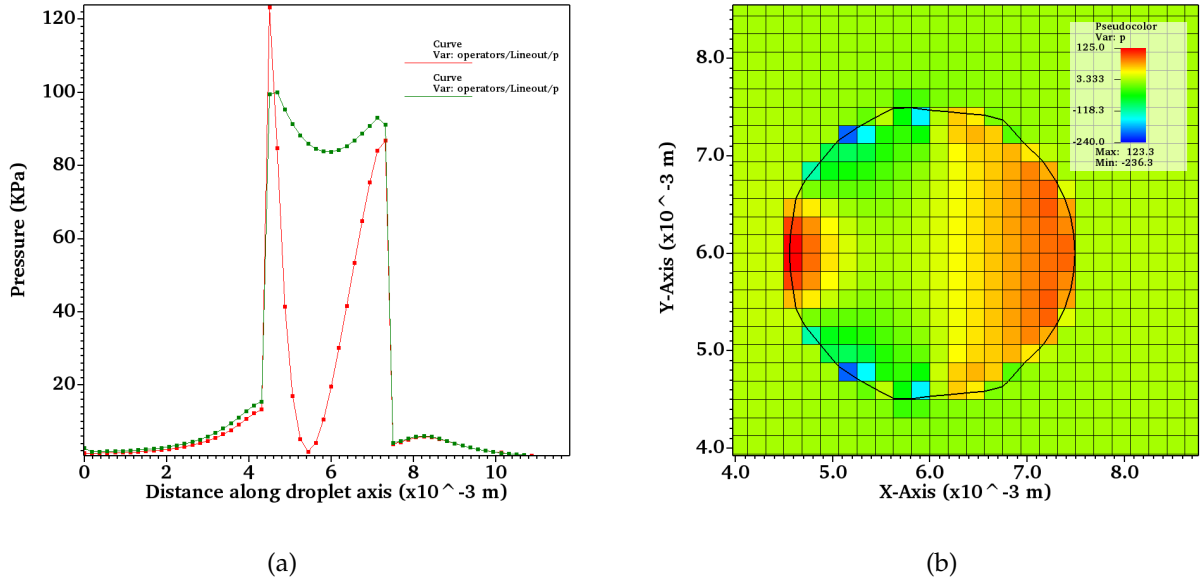 120
100
80
60
40
20
Pressure (KPa)
Curve
Var: operators/Lineout/p
Curve
Var: operators/Lineout/p
0 2 4 6 8 10
Distance along droplet axis (x10^-3 m)
(a)
8.0
7.0
6.0
5.0
4.0
Y-Axis (x10^-3 m)
Pseudocolor
Var: p
125.0
3.333
-118.3
-240.0
Max: 123.3
Min: -236.3
4.0 5.0 6.0 7.0 8.0
X-Axis (x10^-3 m)
(b)